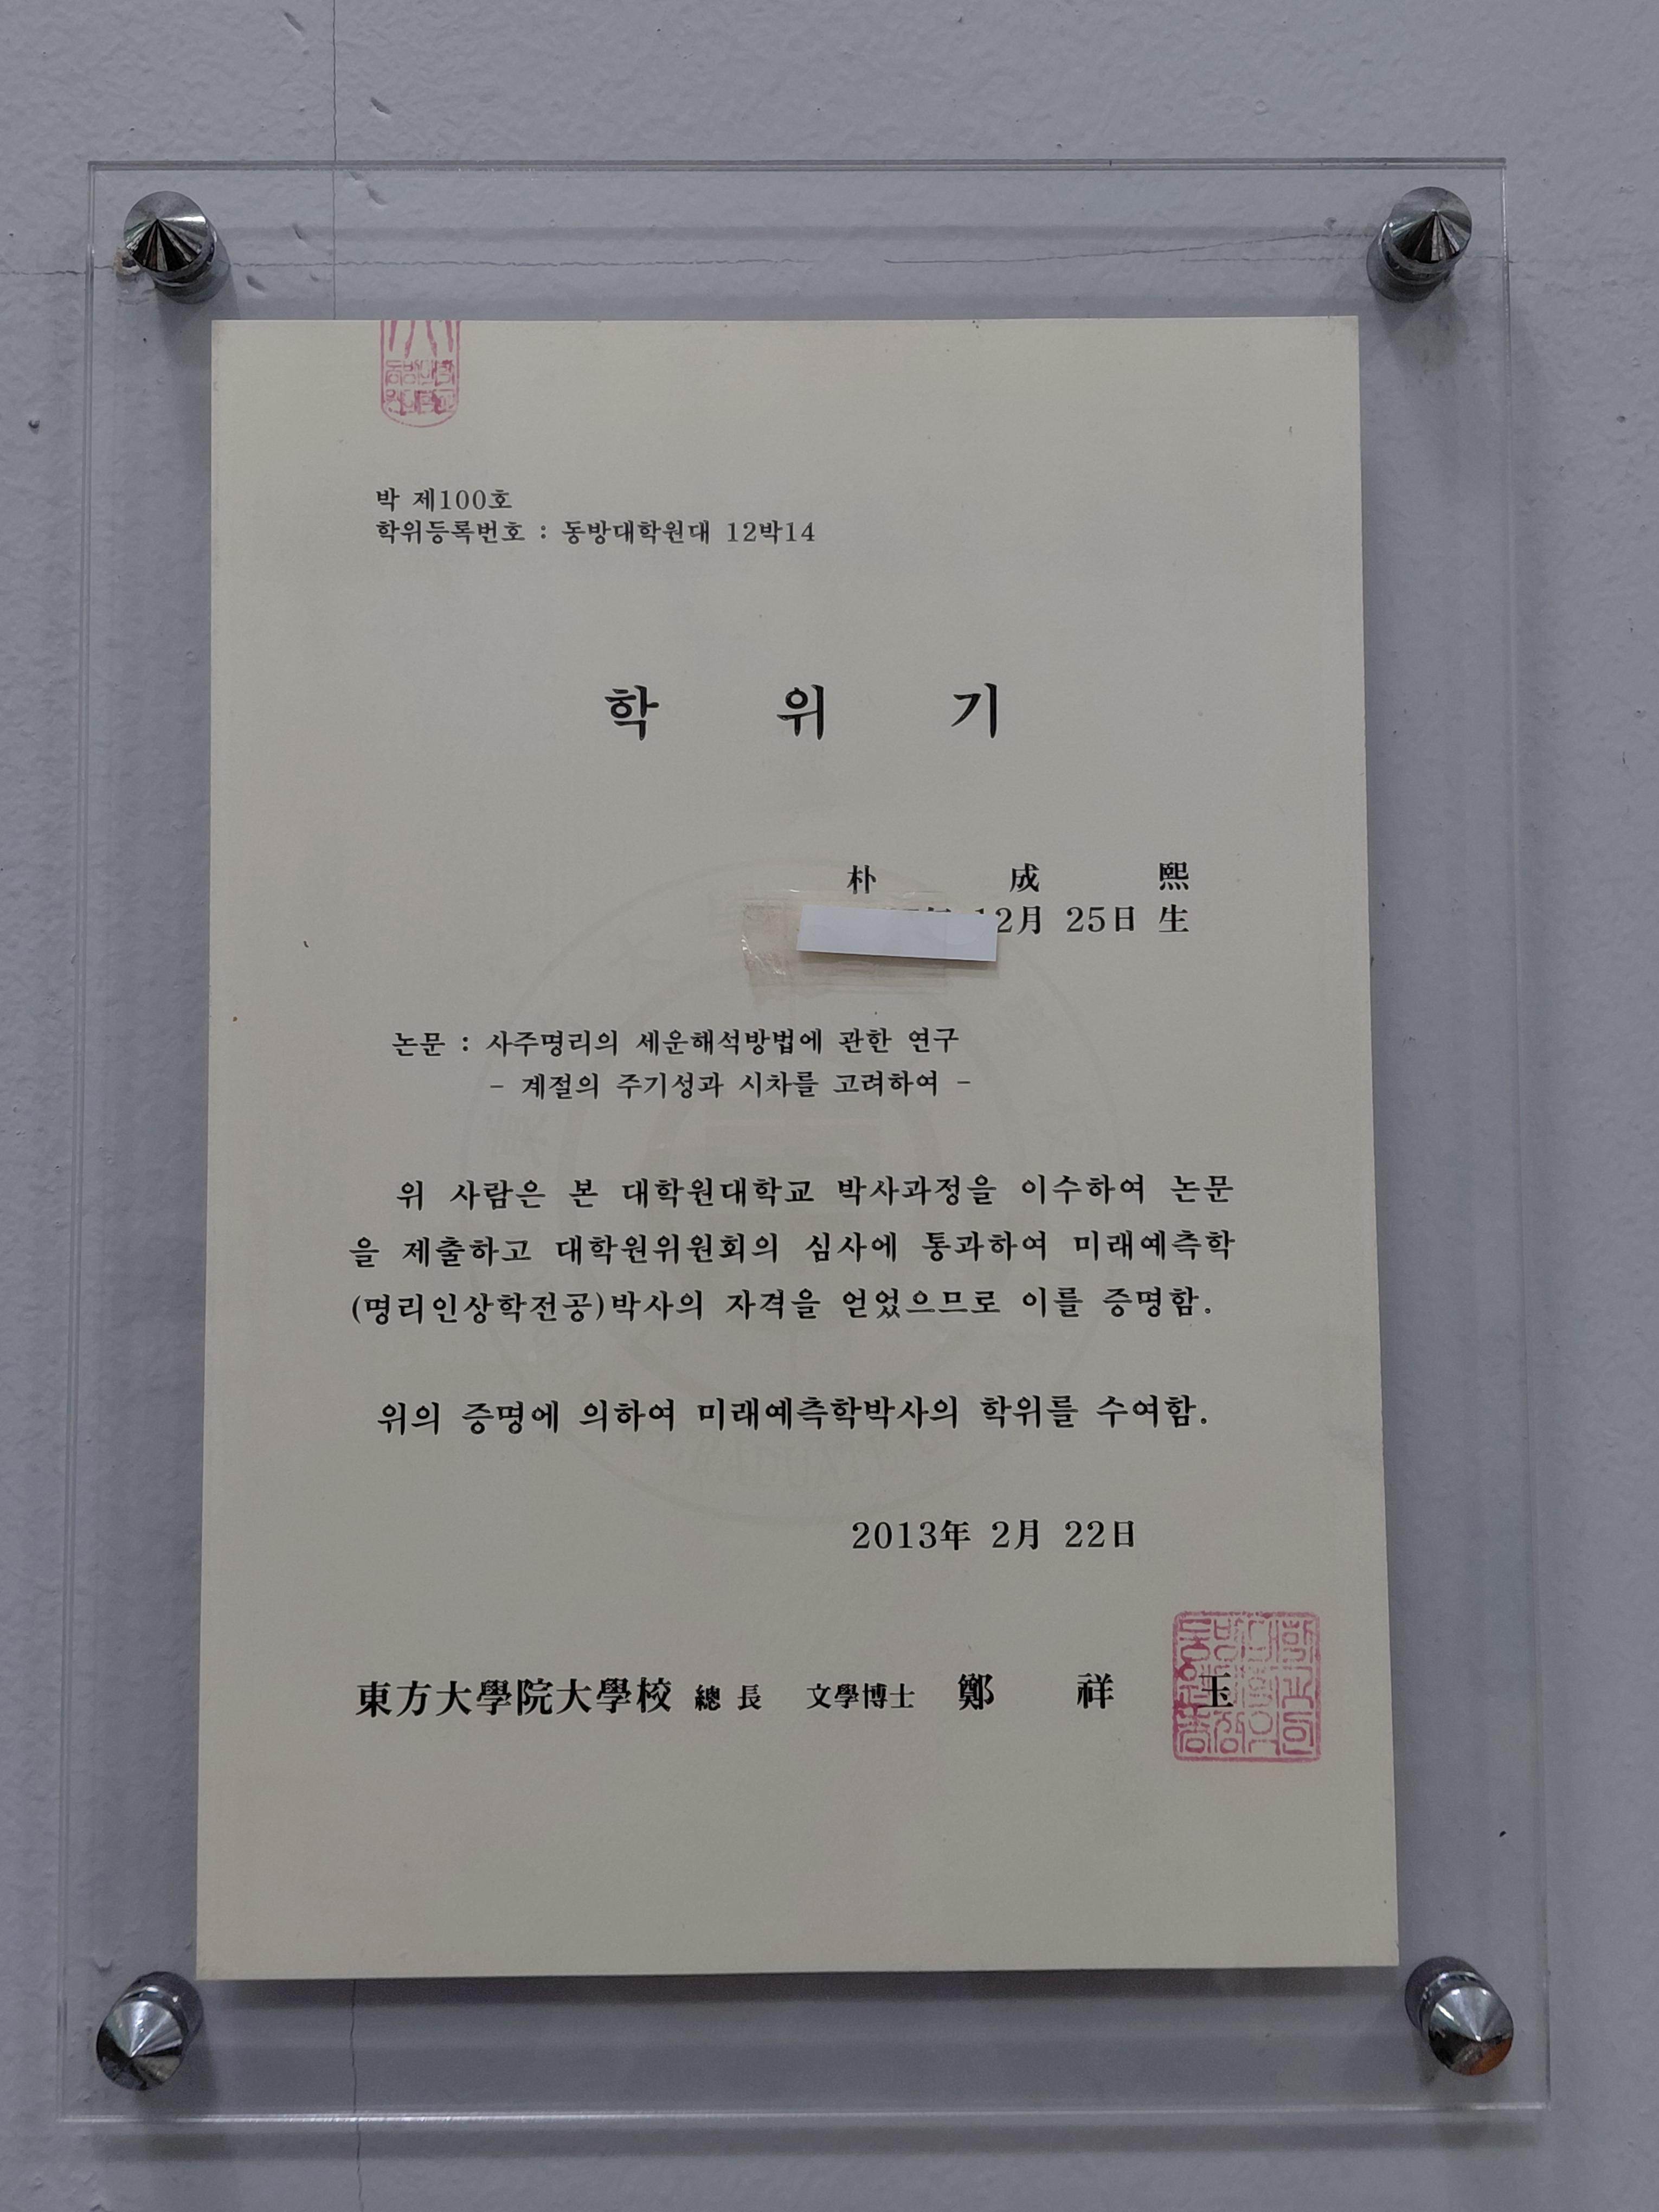 박 제100호
학위등록번호 : 동방대학원대 12박14
학 위 기
朴 成 熙
12月 25日 生
논문 : 사주명리의 세운해석방법에 관한 연구
- 계절의 주기성과 시차를 고려하여 -
위 사람은 본 대학원대학교 박사과정을 이수하여 논문
을 제출하고 대학원위원회의 심사에 통과하여 미래예측학
(명리인상학전공)박사의 자격을 얻었으므로 이를 증명함.
위의 증명에 의하여 미래예측학박사의 학위를 수여함.
2013年 2月 22日
東方大學院大學校 總 長 文學博士 鄭 祥 玉